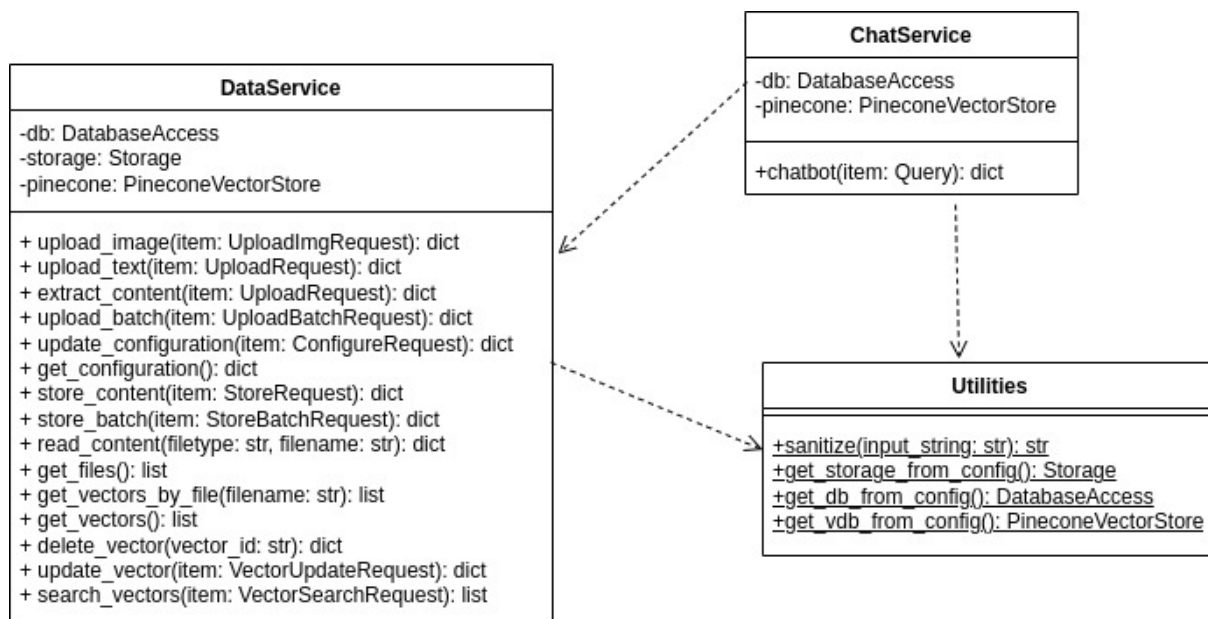 DataService
-db: DatabaseAccess
-storage: Storage
-pinecone: PineconeVectorStore
+ upload_image(item: UploadImgRequest): dict
+ upload_text(item: UploadRequest): dict
+ extract_content(item: UploadRequest): dict
+ upload_batch(item: UploadBatchRequest): dict
+ update_configuration(item: ConfigureRequest): dict
+ get_configuration(): dict
+ store_content(item: StoreRequest): dict
+ store_batch(item: StoreBatchRequest): dict
+ read_content(filetype: str, filename: str): dict
+ get_files(): list
+ get_vectors_by_file(filename: str): list
+ get_vectors(): list
+ delete_vector(vector_id: str): dict
+ update_vector(item: VectorUpdateRequest): dict
+ search_vectors(item: VectorSearchRequest): list
ChatService
-db: DatabaseAccess
-pinecone: PineconeVectorStore
+chatbot(item: Query): dict
Utilities
+sanitize(input_string: str): str
+get_storage_from_config(): Storage
+get_db_from_config(): DatabaseAccess
+get_vdb_from_config(): PineconeVectorStore